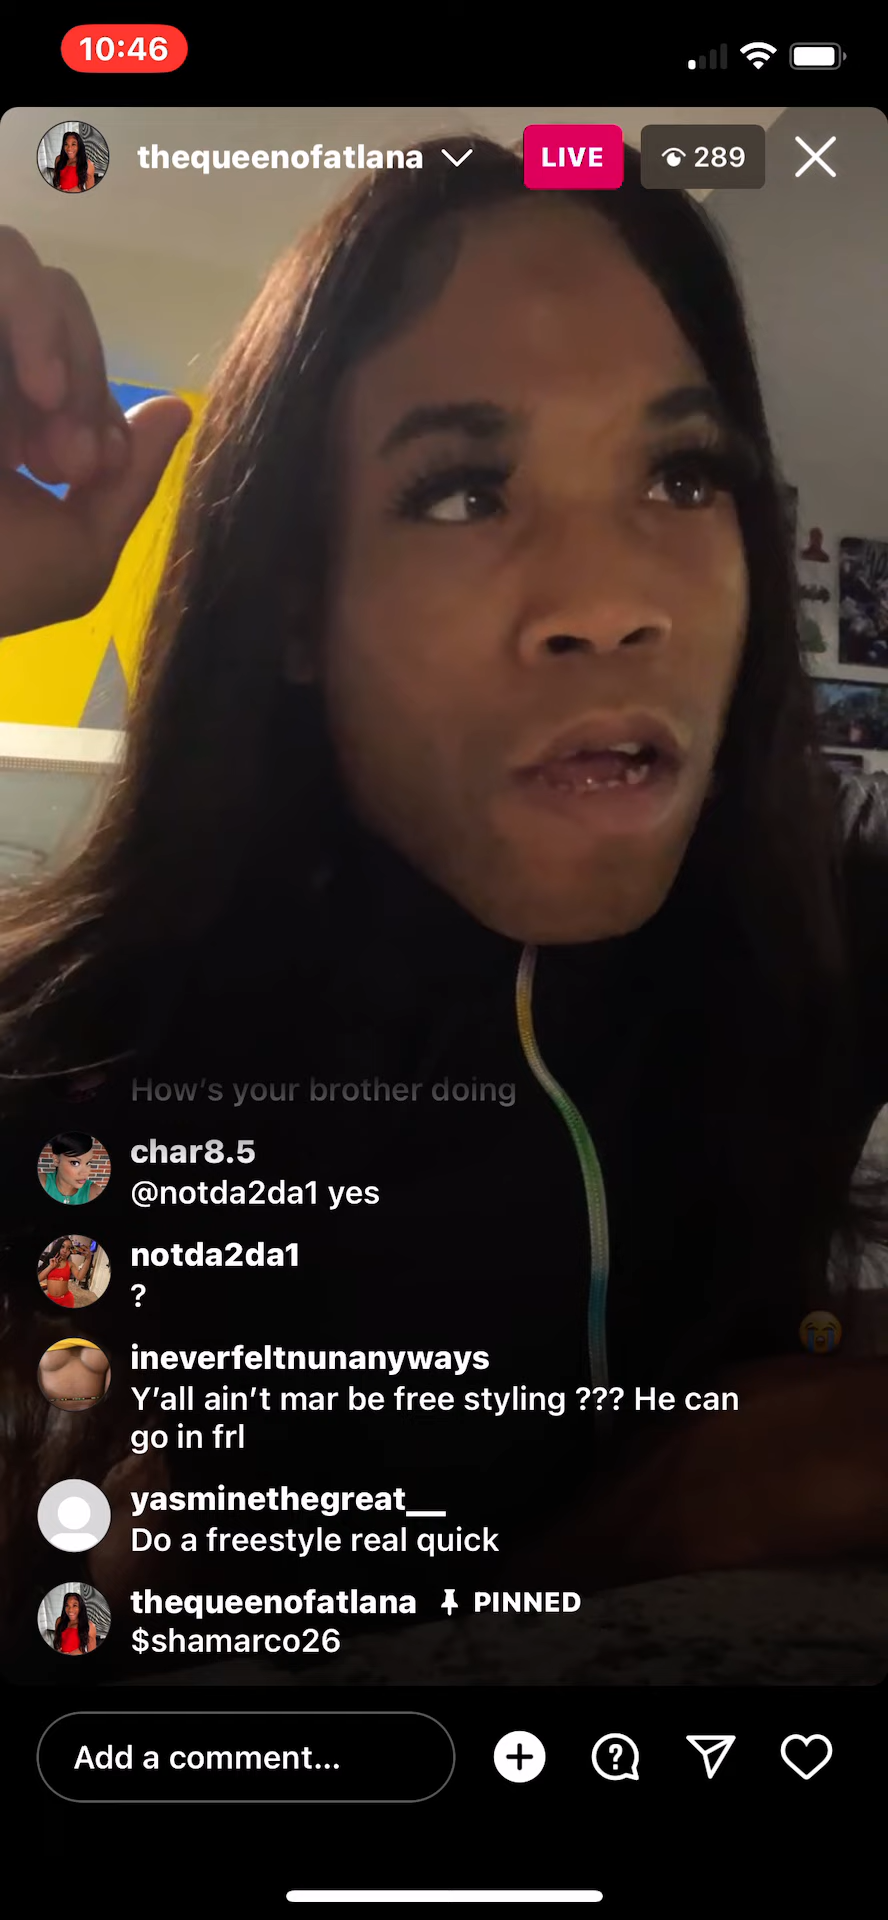 10:46
thequeenofatlana
LIVE
289
How's your brother doing
char8.5
@notda2da1 yes
notda2da1
?
ineverfeltnunanyways
Y'all ain't mar be free styling ??? He can
go in frl
yasminethegreat__
Do a freestyle real quick
thequeenofatlana PINNED
$shamarco26
Add a comment...